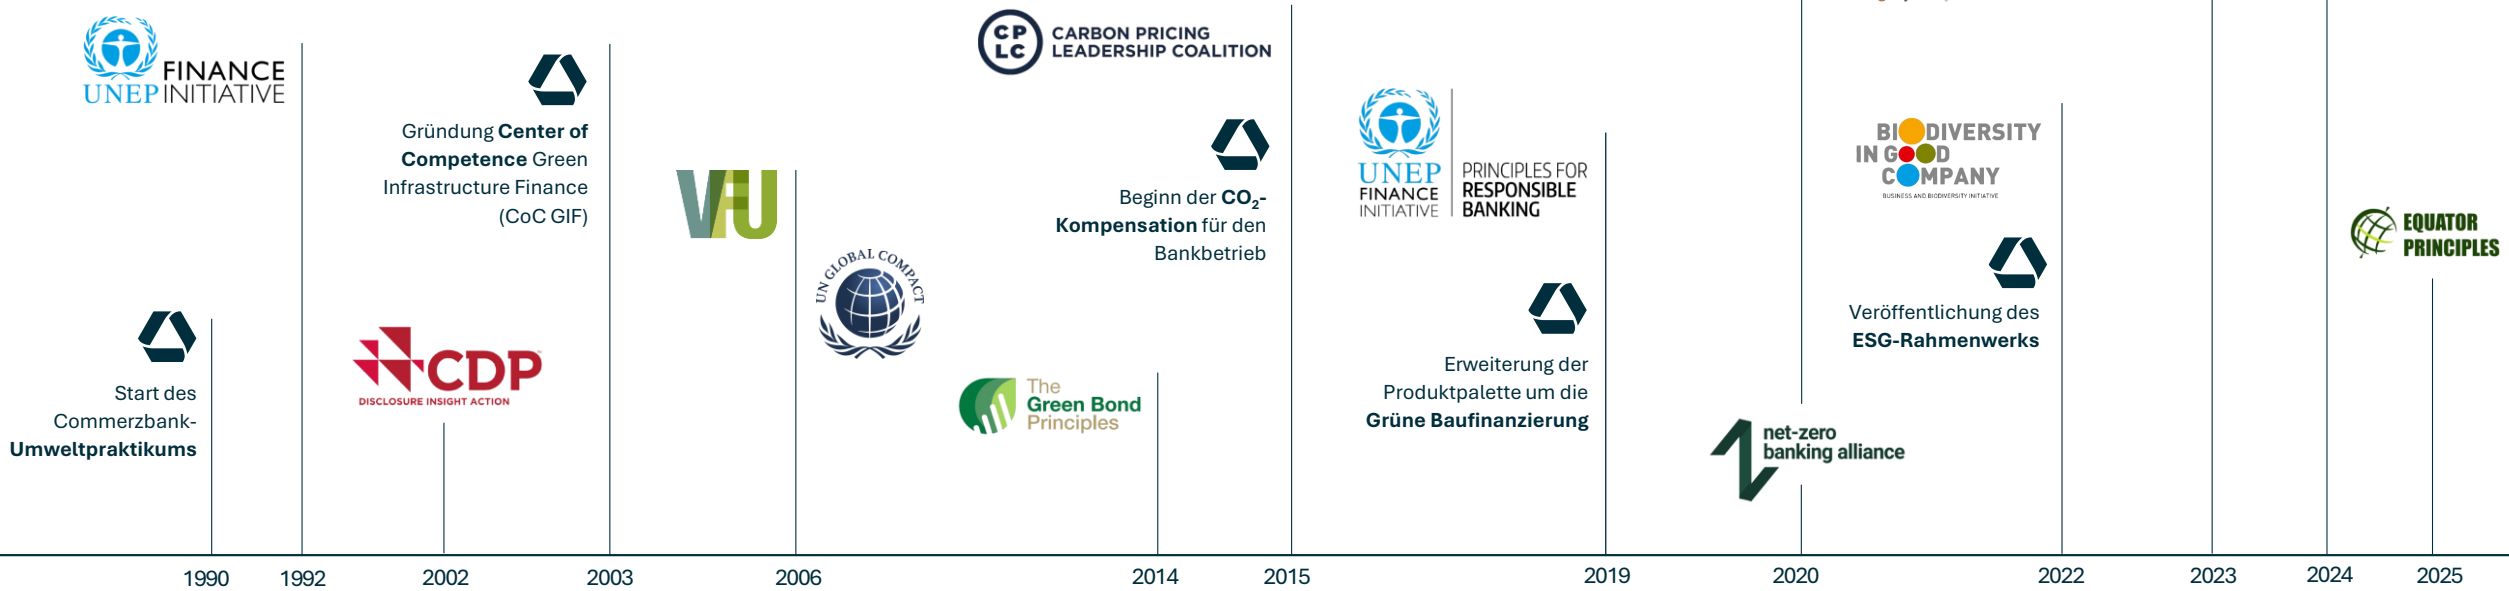 FINANCE
UNEP INITIATIVE
Gründung Center of
Competence Green
Infrastructure Finance
(CoC GIF)
Start des
Commerzbank-
Umweltpraktikums
CDP
DISCLOSURE INSIGHT ACTION
VFU
UN GLOBAL COMPACT
CP
LC
CARBON PRICING
LEADERSHIP COALITION
Beginn der CO₂-
Kompensation für den
Bankbetrieb
The
Green Bond
Principles
UNEP
FINANCE
INITIATIVE
PRINCIPLES FOR
RESPONSIBLE
BANKING
Erweiterung der
Produktpalette um die
Grüne Baufinanzierung
net-zero
banking alliance
BIODIVERSITY
IN GOOD
COMPANY
BUSINESS AND BIODIVERSITY INITIATIVE
Veröffentlichung des
ESG-Rahmenwerks
EQUATOR
PRINCIPLES
1990
1992
2002
2003
2006
2014
2015
2019
2020
2022
2023
2024
2025